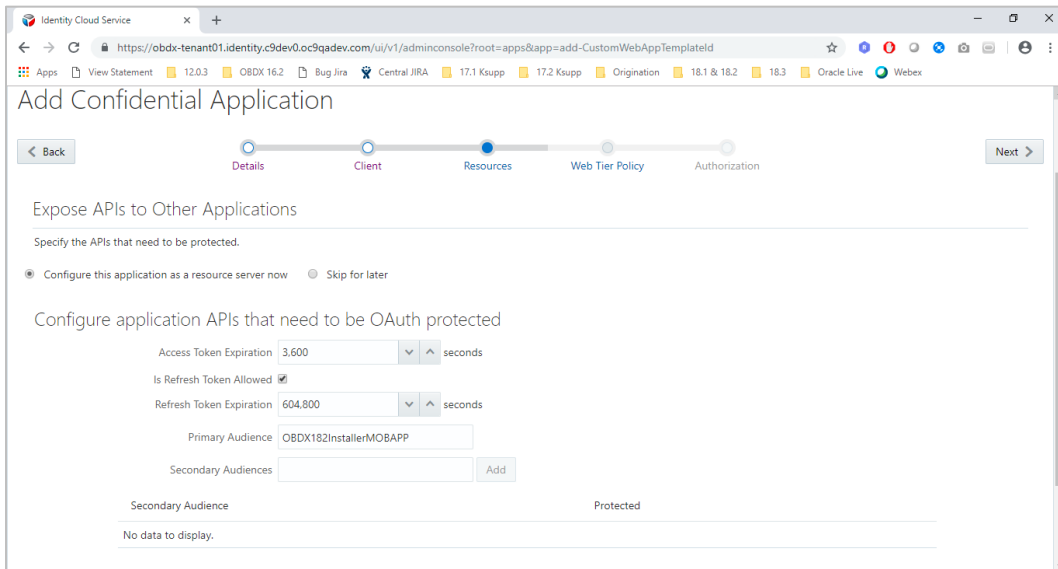 Identity Cloud Service
https://obdx-tenant01.identity.c9dev0.oc9qadev.com/ui/v1/adminconsole?root=apps&app=add-CustomWebAppTemplateId
Apps View Statement 12.0.3 OBDX 16.2 Bug Jira Central JIRA 17.1 Ksupp 17.2 Ksupp Origination 18.1 & 18.2 18.3 Oracle Live Webex
Add Confidential Application
Back
Next
Details Client Resources Web Tier Policy Authorization
Expose APIs to Other Applications
Specify the APIs that need to be protected.
Configure this application as a resource server now Skip for later
Configure application APIs that need to be OAuth protected
Access Token Expiration 3,600 seconds
Is Refresh Token Allowed
Refresh Token Expiration 604,800 seconds
Primary Audience OBDX182InstallerMOBAPP
Secondary Audiences Add
Secondary Audience Protected
No data to display.